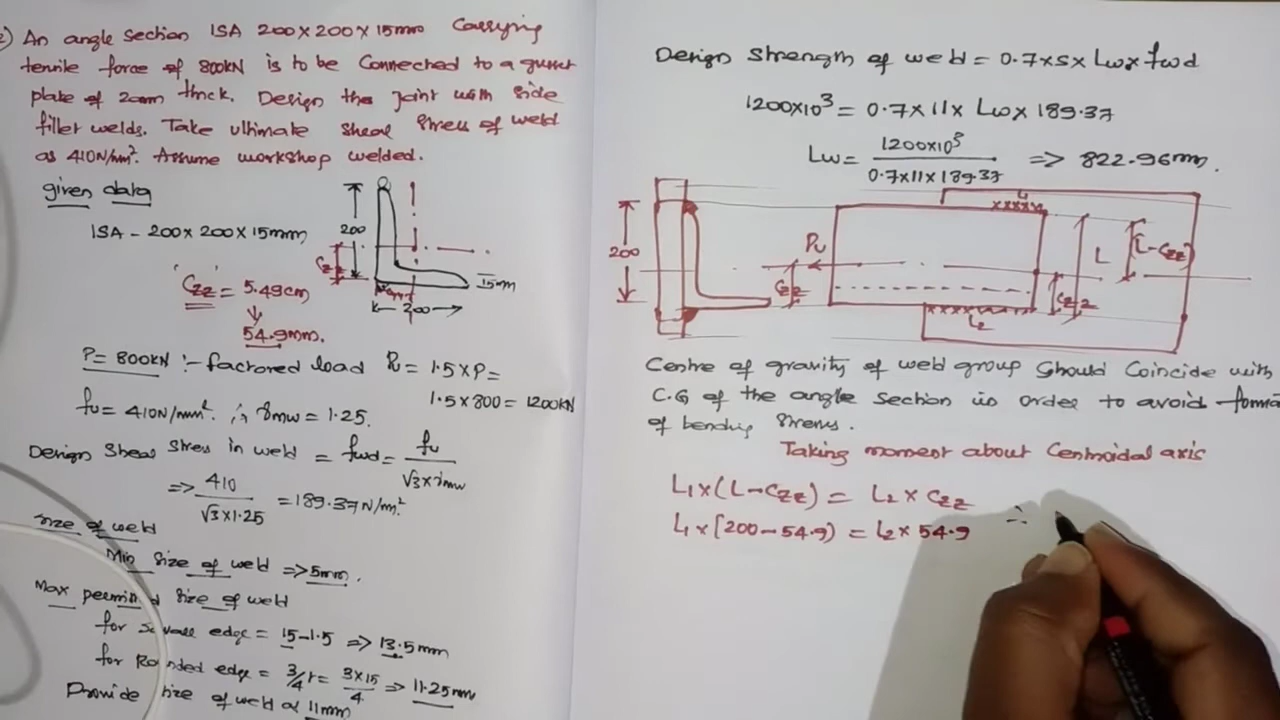 2) An angle section ISA 200×200×15mm Carrying
tensile force of 800kN is to be Connected to a gusset
plate of 20mm thick. Design the joint with side
fillet welds. Take ultimate shear stress of weld
as 410N/mm². Assume workshop welded.
given data
ISA - 200×200×15mm
200
Czz
15mm
200
Czz = 5.49cm
54.9mm.
P = 800kN :- factored load Pu = 1.5×P =
1.5×800 = 1200kN
fu = 410N/mm² ∴ γmw = 1.25.
Design Shear Stress in weld = fwd = fu / √3×γmw
=> 410 / √3×1.25 = 189.37N/mm²
Size of weld
Min size of weld => 5mm.
Max permitted size of weld
for Square edge = 15-1.5 => 13.5mm
for Rounded edge = 3/4 t = 3×15/4 => 11.25mm
Provide size of weld as 11mm
Design Strength of weld = 0.7×S×Lw×fwd
1200×10³ = 0.7×11×Lw×189.37
Lw = 1200×10³ / 0.7×11×189.37 => 822.96mm.
200
Pu
Czz
L1
L
(L-Czz)
Czz
L2
Centre of gravity of weld group Should Coincide with
C.G of the angle section in order to avoid forma
of bending stress.
Taking moment about Centroidal axis
L1×(L-Czz) = L2×Czz
L1×[200-54.9) = L2×54.9 ∴